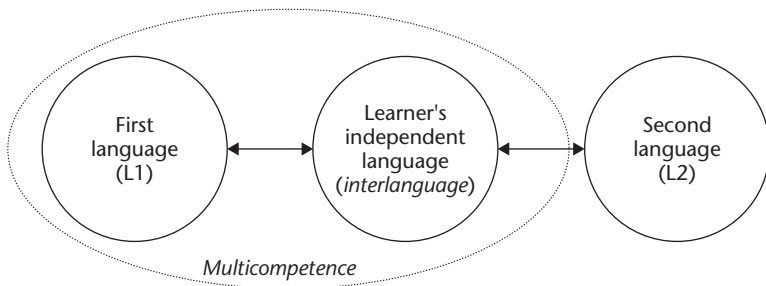 First
language
(L1)
Learner's
independent
language
(interlanguage)
Second
language
(L2)
Multicompetence